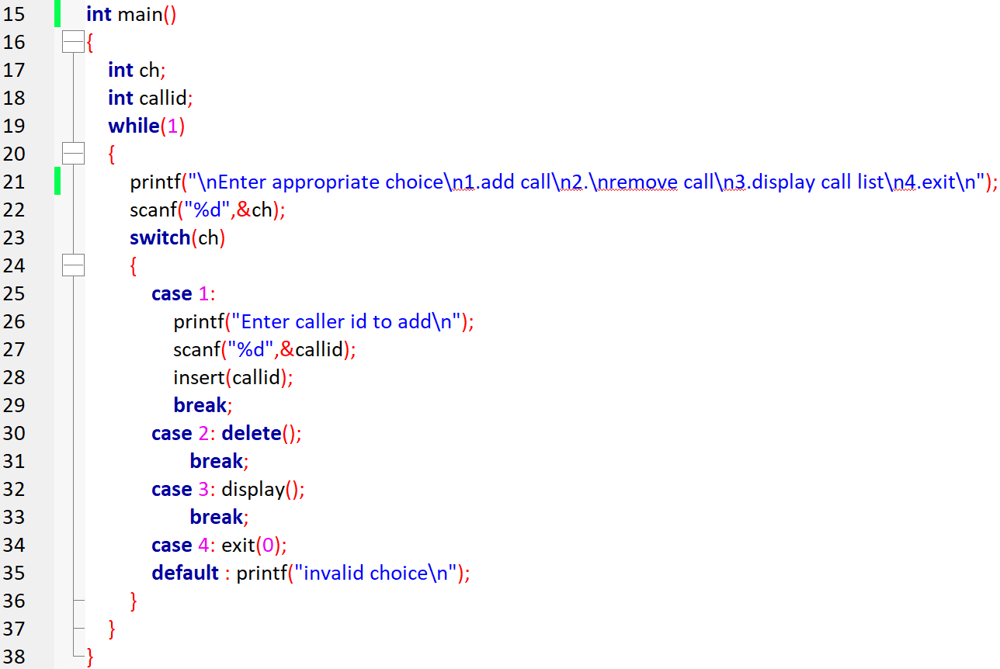 15 int main()
16 {
17 int ch;
18 int callid;
19 while(1)
20 {
21 printf("\nEnter appropriate choice\n1.add call\n2.\nremove call\n3.display call list\n4.exit\n");
22 scanf("%d",&ch);
23 switch(ch)
24 {
25 case 1:
26 printf("Enter caller id to add\n");
27 scanf("%d",&callid);
28 insert(callid);
29 break;
30 case 2: delete();
31 break;
32 case 3: display();
33 break;
34 case 4: exit(0);
35 default : printf("invalid choice\n");
36 }
37 }
38 }